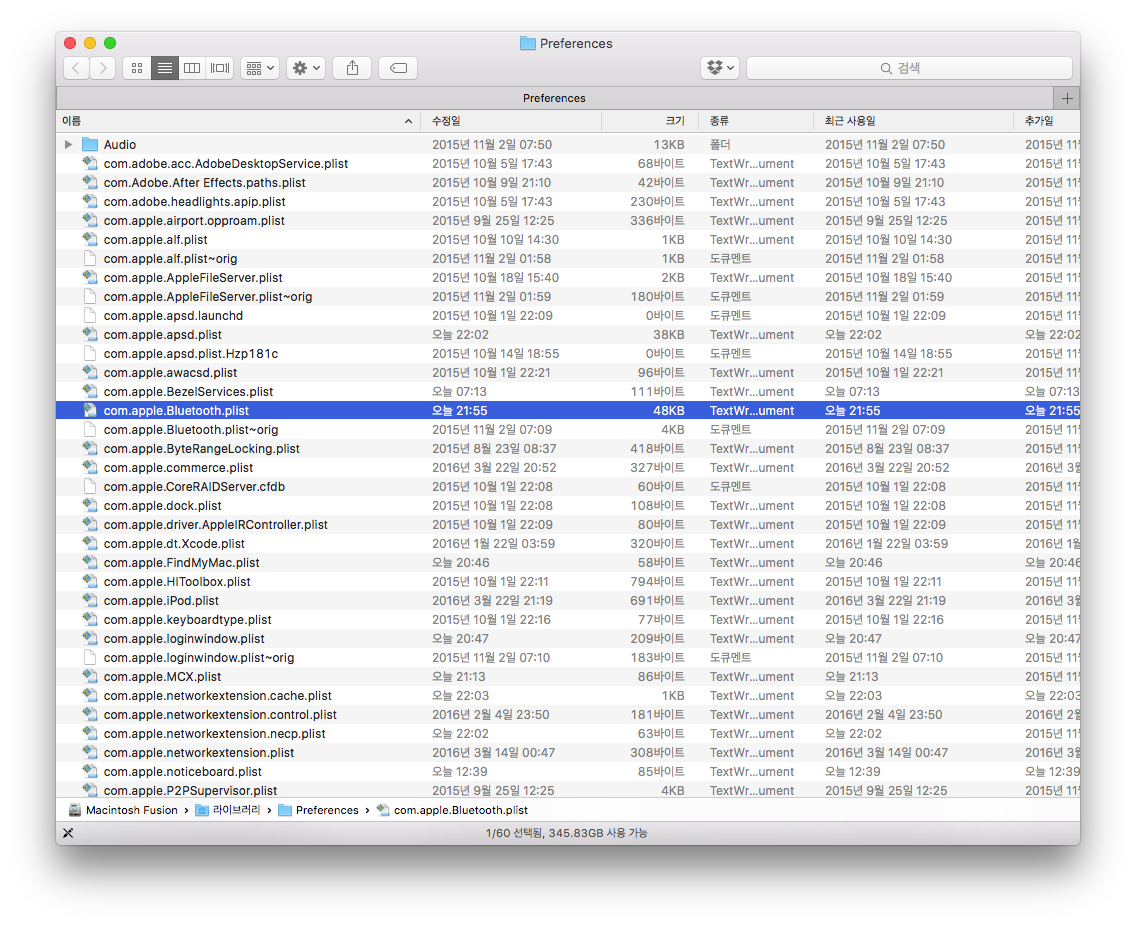 Preferences
검색
Preferences
이름 수정일 크기 종류 최근 사용일 추가일
Audio 2015년 11월 2일 07:50 13KB 폴더 2015년 11월 2일 07:50 2015년 11
com.adobe.acc.AdobeDesktopService.plist 2015년 10월 5일 17:43 68바이트 TextWr...ument 2015년 10월 5일 17:43 2015년 11
com.Adobe.After Effects.paths.plist 2015년 10월 9일 21:10 42바이트 TextWr...ument 2015년 10월 9일 21:10 2015년 11
com.adobe.headlights.apip.plist 2015년 10월 5일 17:43 230바이트 TextWr...ument 2015년 10월 5일 17:43 2015년 11
com.apple.airport.opproam.plist 2015년 9월 25일 12:25 336바이트 TextWr...ument 2015년 9월 25일 12:25 2015년 11
com.apple.alf.plist 2015년 10월 10일 14:30 1KB TextWr...ument 2015년 10월 10일 14:30 2015년 11
com.apple.alf.plist~orig 2015년 11월 2일 01:58 1KB 도큐멘트 2015년 11월 2일 01:58 2015년 11
com.apple.AppleFileServer.plist 2015년 10월 18일 15:40 2KB TextWr...ument 2015년 10월 18일 15:40 2015년 11
com.apple.AppleFileServer.plist~orig 2015년 11월 2일 01:59 180바이트 도큐멘트 2015년 11월 2일 01:59 2015년 11
com.apple.apsd.launchd 2015년 10월 1일 22:09 0바이트 도큐멘트 2015년 10월 1일 22:09 2015년 11
com.apple.apsd.plist 오늘 22:02 38KB TextWr...ument 오늘 22:02 오늘 22:02
com.apple.apsd.plist.Hzp181c 2015년 10월 14일 18:55 0바이트 도큐멘트 2015년 10월 14일 18:55 2015년 11
com.apple.awacsd.plist 2015년 10월 1일 22:21 96바이트 TextWr...ument 2015년 10월 1일 22:21 2015년 11
com.apple.BezelServices.plist 오늘 07:13 111바이트 TextWr...ument 오늘 07:13 오늘 07:13
com.apple.Bluetooth.plist 오늘 21:55 48KB TextWr...ument 오늘 21:55 오늘 21:55
com.apple.Bluetooth.plist~orig 2015년 11월 2일 07:09 4KB 도큐멘트 2015년 11월 2일 07:09 2015년 11
com.apple.ByteRangeLocking.plist 2015년 8월 23일 08:37 418바이트 TextWr...ument 2015년 8월 23일 08:37 2015년 11
com.apple.commerce.plist 2016년 3월 22일 20:52 327바이트 TextWr...ument 2016년 3월 22일 20:52 2016년 3월
com.apple.CoreRAIDServer.cfdb 2015년 10월 1일 22:08 60바이트 도큐멘트 2015년 10월 1일 22:08 2015년 11
com.apple.dock.plist 2015년 10월 1일 22:08 108바이트 TextWr...ument 2015년 10월 1일 22:08 2015년 11
com.apple.driver.AppleIRController.plist 2015년 10월 1일 22:09 80바이트 TextWr...ument 2015년 10월 1일 22:09 2015년 11
com.apple.dt.Xcode.plist 2016년 1월 22일 03:59 320바이트 TextWr...ument 2016년 1월 22일 03:59 2016년 1월
com.apple.FindMyMac.plist 오늘 20:46 58바이트 TextWr...ument 오늘 20:46 오늘 20:46
com.apple.HIToolbox.plist 2015년 10월 1일 22:11 794바이트 TextWr...ument 2015년 10월 1일 22:11 2015년 11
com.apple.iPod.plist 2016년 3월 22일 21:19 691바이트 TextWr...ument 2016년 3월 22일 21:19 2016년 3월
com.apple.keyboardtype.plist 2015년 10월 1일 22:16 77바이트 TextWr...ument 2015년 10월 1일 22:16 2015년 11
com.apple.loginwindow.plist 오늘 20:47 209바이트 TextWr...ument 오늘 20:47 오늘 20:47
com.apple.loginwindow.plist~orig 2015년 11월 2일 07:10 183바이트 도큐멘트 2015년 11월 2일 07:10 2015년 11
com.apple.MCX.plist 오늘 21:13 86바이트 TextWr...ument 오늘 21:13 2015년 11
com.apple.networkextension.cache.plist 오늘 22:03 1KB TextWr...ument 오늘 22:03 오늘 22:03
com.apple.networkextension.control.plist 2016년 2월 4일 23:50 181바이트 TextWr...ument 2016년 2월 4일 23:50 2016년 2월
com.apple.networkextension.necp.plist 오늘 22:02 63바이트 TextWr...ument 오늘 22:02 2015년 11
com.apple.networkextension.plist 2016년 3월 14일 00:47 308바이트 TextWr...ument 2016년 3월 14일 00:47 2016년 3월
com.apple.noticeboard.plist 오늘 12:39 85바이트 TextWr...ument 오늘 12:39 오늘 12:39
com.apple.P2PSupervisor.plist 2015년 9월 25일 12:25 4KB TextWr...ument 2015년 9월 25일 12:25 2015년 11
Macintosh Fusion › 라이브러리 › Preferences › com.apple.Bluetooth.plist
1/60 선택됨, 345.83GB 사용 가능